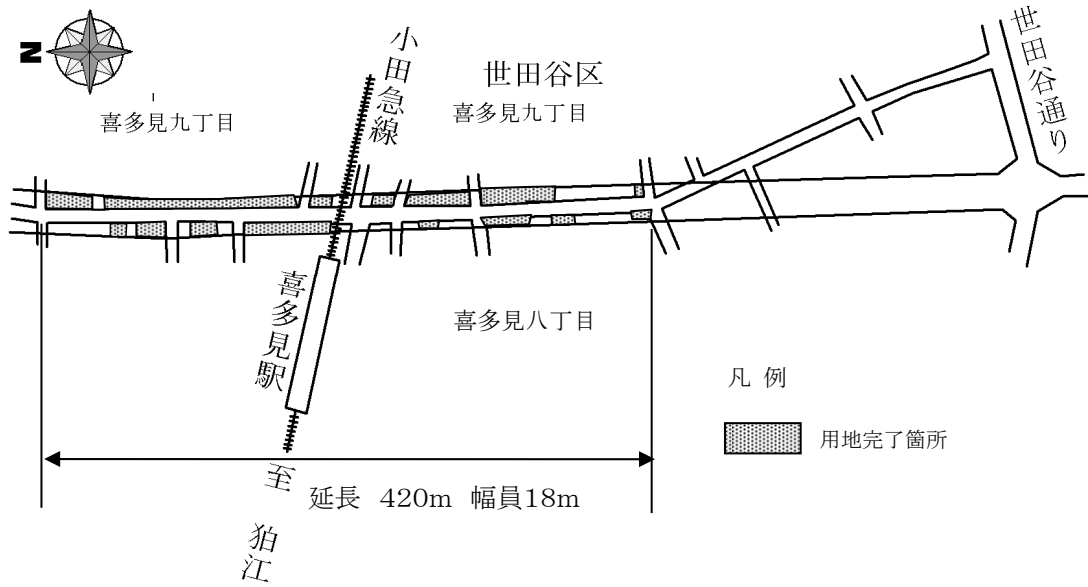 N
小田急線
世田谷区
世田谷通り
喜多見九丁目
喜多見九丁目
喜多見駅
喜多見八丁目
凡 例
用地完了箇所
至 狛江
延長 420m 幅員18m